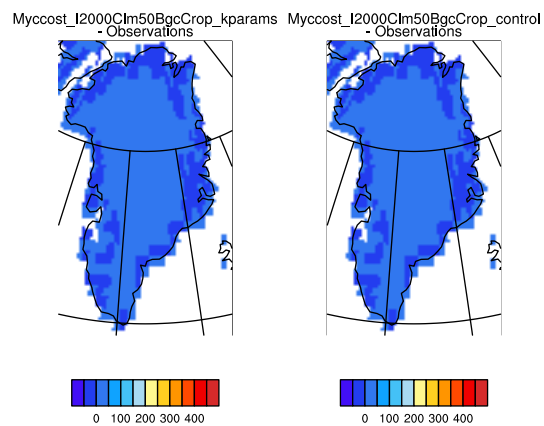 Myccost_I2000Clm50BgcCrop_kparams
- Observations
Myccost_I2000Clm50BgcCrop_control
- Observations
0 100 200 300 400
0 100 200 300 400